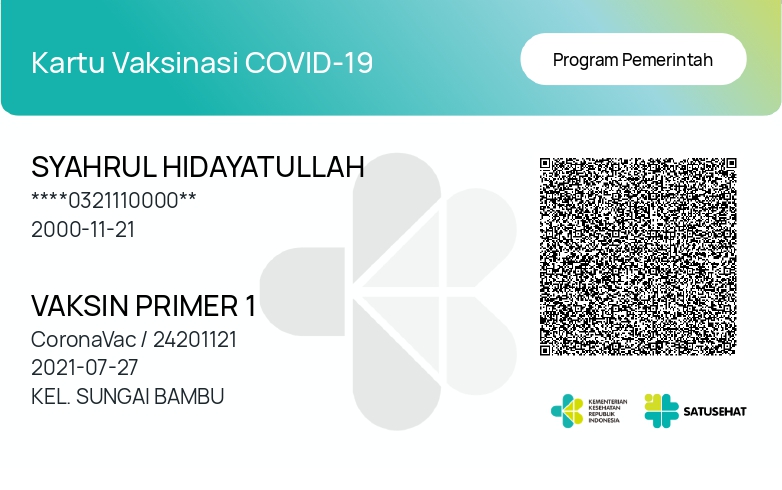 Kartu Vaksinasi COVID-19
Program Pemerintah
SYAHRUL HIDAYATULLAH
****0321110000**
2000-11-21
VAKSIN PRIMER 1
CoronaVac / 24201121
2021-07-27
KEL. SUNGAI BAMBU
KEMENTERIAN
KESEHATAN
REPUBLIK
INDONESIA
SATUSEHAT